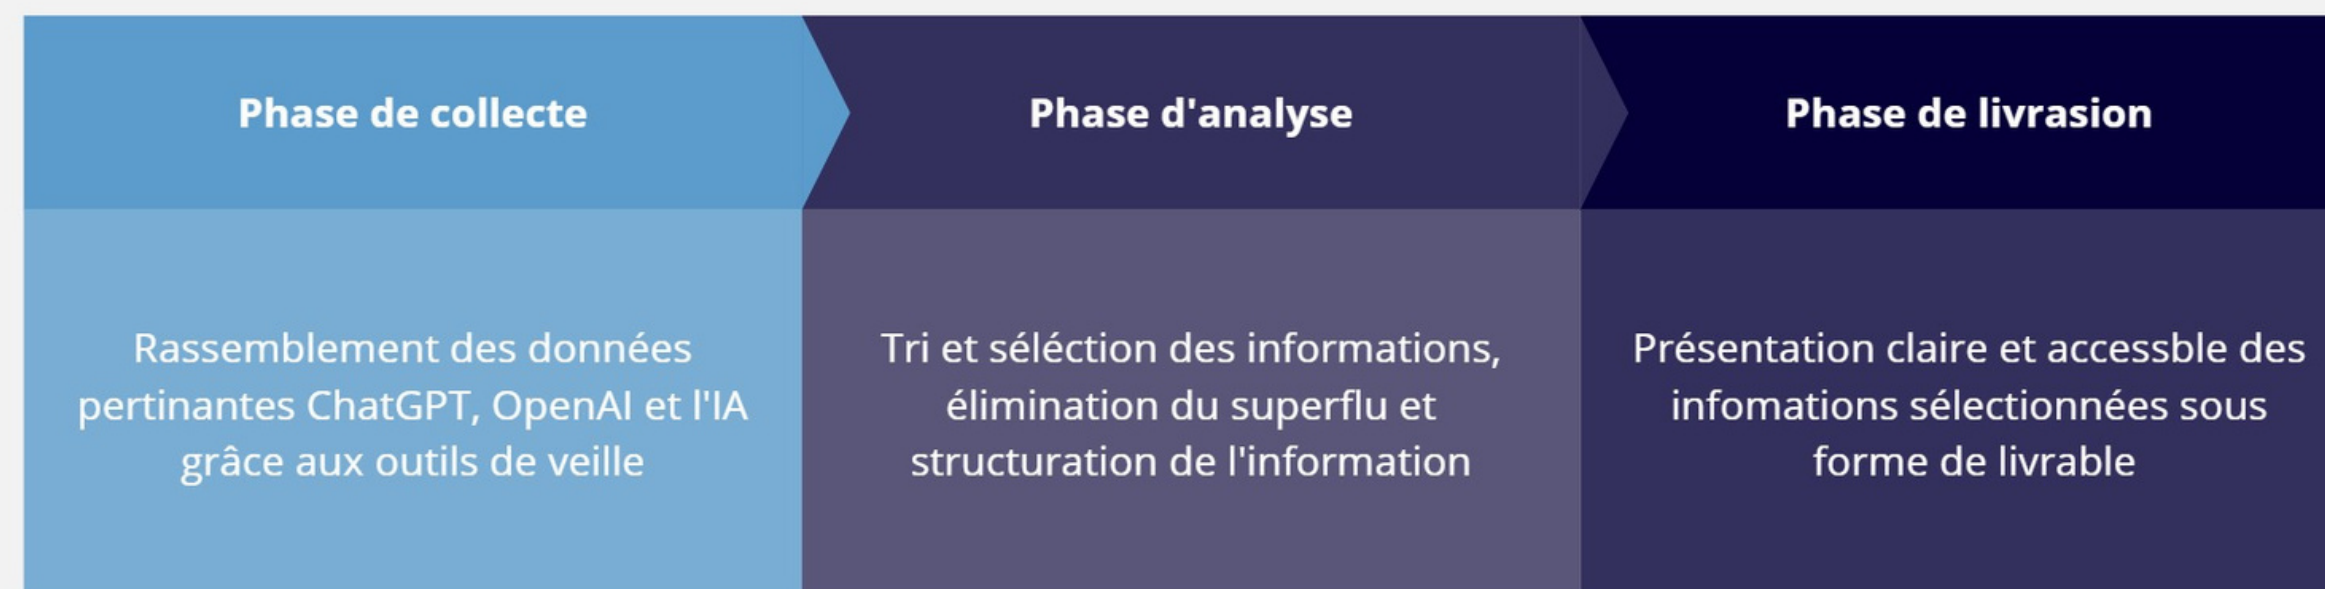 Phase de collecte
Phase d'analyse
Phase de livrasion
Rassemblement des données
pertinantes ChatGPT, OpenAI et l'IA
grâce aux outils de veille
Tri et séléction des informations,
élimination du superflu et
structuration de l'information
Présentation claire et accessble des
infomations sélectionnées sous
forme de livrable